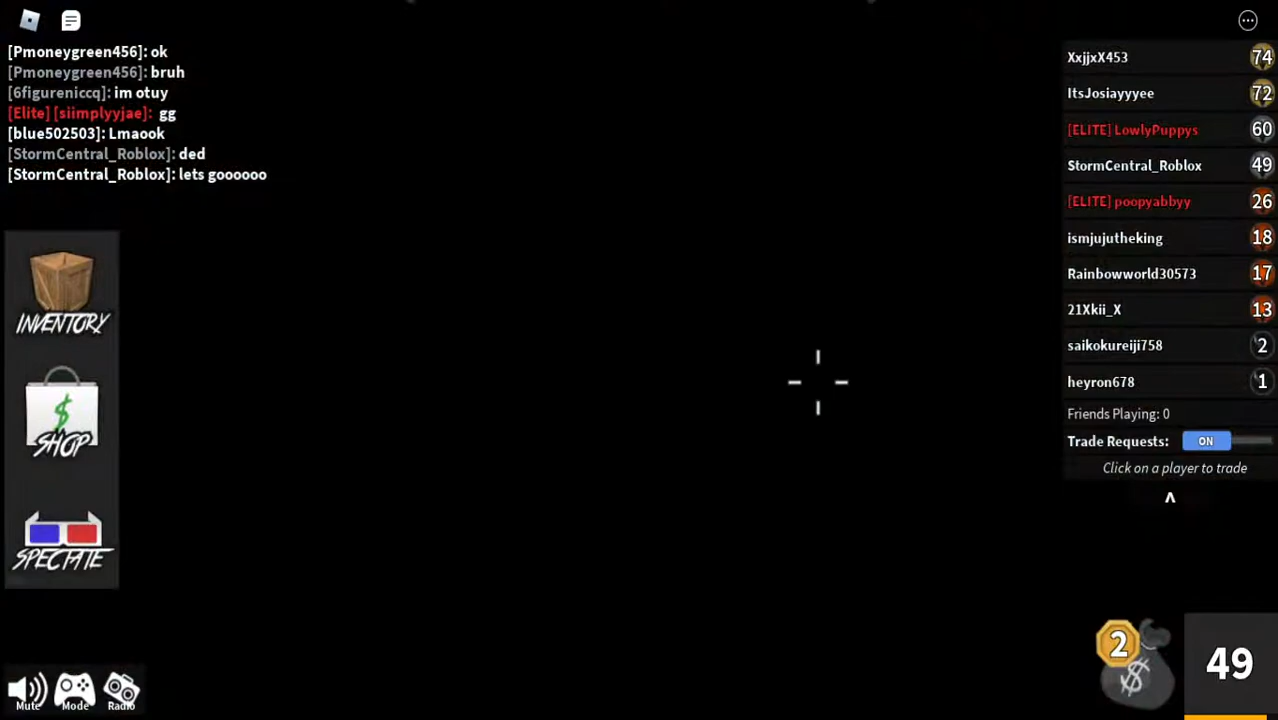 [Pmoneygreen456]: ok
[Pmoneygreen456]: bruh
[6figureniccq]: im otuy
[Elite] [siimplyyjae]: gg
[blue502503]: Lmaook
[StormCentral_Roblox]: ded
[StormCentral_Roblox]: lets goooooo
INVENTORY
$
SHOP
SPECTATE
Mute
Mode
Radio
XxjjxX453 74
ItsJosiayyyee 72
[ELITE] LowlyPuppys 60
StormCentral_Roblox 49
[ELITE] poopyabbyy 26
ismjujutheking 18
Rainbowworld30573 17
21Xkii_X 13
saikokureiji758 2
heyron678 1
Friends Playing: 0
Trade Requests: ON
Click on a player to trade
2
$
49